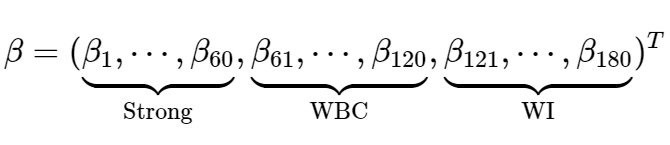 β = (β₁, ⋯, β₆₀, β₆₁, ⋯, β₁₂₀, β₁₂₁, ⋯, β₁₈₀)ᵀ
Strong WBC WI